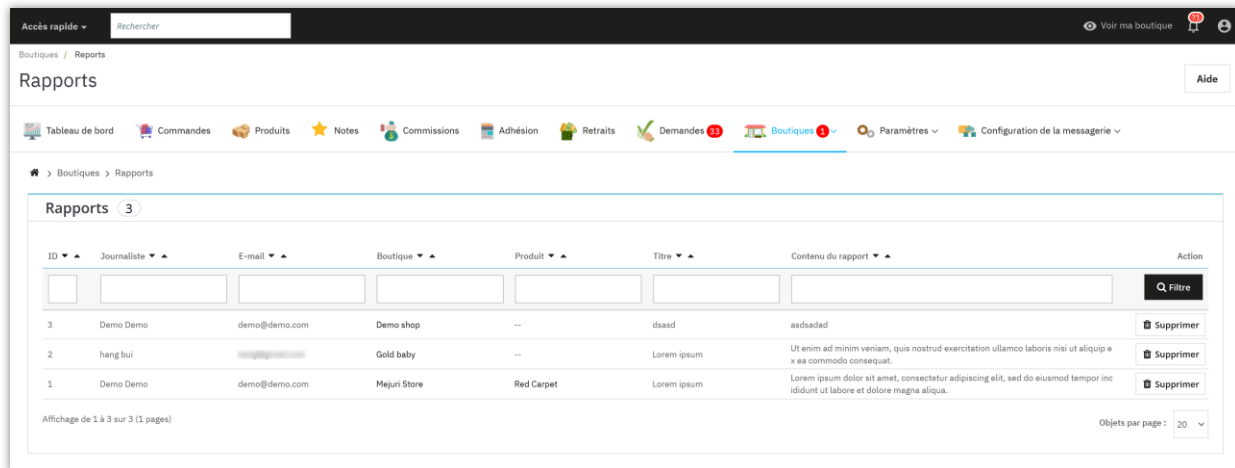 Accès rapide
Rechercher
Voir ma boutique
71
Boutiques / Reports
Rapports
Aide
Tableau de bord Commandes Produits Notes Commissions Adhésion Retraits Demandes 33 Boutiques 1 Paramètres Configuration de la messagerie
> Boutiques > Rapports
Rapports 3
ID Journaliste E-mail Boutique Produit Titre Contenu du rapport Action
Filtre
3 Demo Demo demo@demo.com Demo shop -- dsasd asdsadad Supprimer
2 hang bui Gold baby -- Lorem ipsum Ut enim ad minim veniam, quis nostrud exercitation ullamco laboris nisi ut aliquip e
x ea commodo consequat. Supprimer
1 Demo Demo demo@demo.com Mejuri Store Red Carpet Lorem ipsum Lorem ipsum dolor sit amet, consectetur adipiscing elit, sed do eiusmod tempor inc
ididunt ut labore et dolore magna aliqua. Supprimer
Affichage de 1 à 3 sur 3 (1 pages)
Objets par page : 20